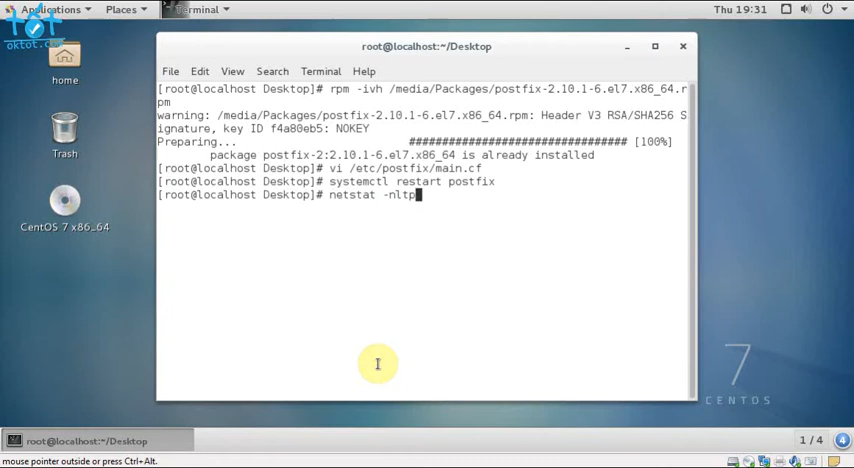 Applications
Places
Terminal
Thu 19:31
oktot.com
root@localhost:~/Desktop
File Edit View Search Terminal Help
home
Trash
CentOS 7 x86_64
[root@localhost Desktop]# rpm -ivh /media/Packages/postfix-2.10.1-6.el7.x86_64.r
pm
warning: /media/Packages/postfix-2.10.1-6.el7.x86_64.rpm: Header V3 RSA/SHA256 S
ignature, key ID f4a80eb5: NOKEY
Preparing... ################################# [100%]
package postfix-2:2.10.1-6.el7.x86_64 is already installed
[root@localhost Desktop]# vi /etc/postfix/main.cf
[root@localhost Desktop]# systemctl restart postfix
[root@localhost Desktop]# netstat -nltp
7
CENTOS
root@localhost:~/Desktop
1 / 4
4
mouse pointer outside or press Ctrl+Alt.